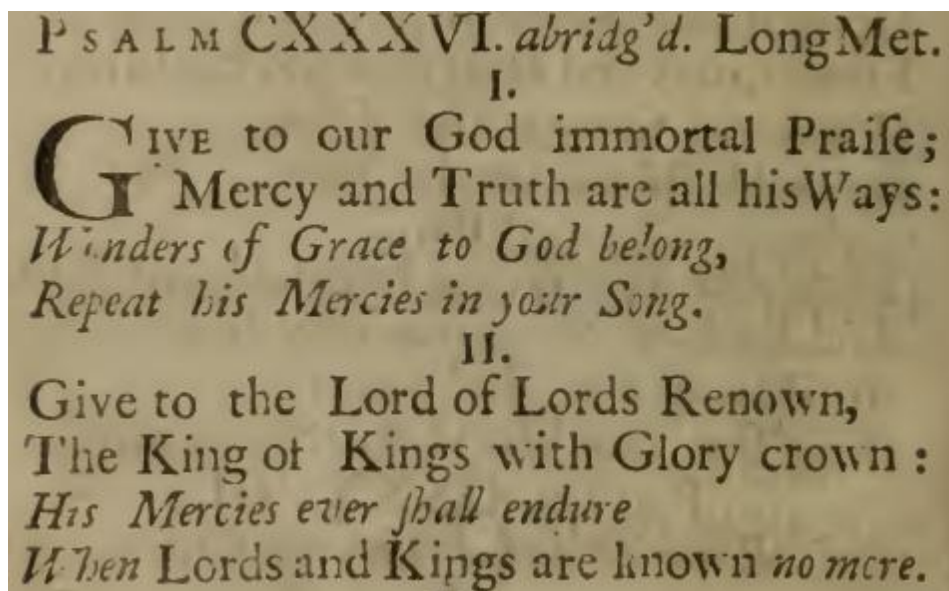 PSALM CXXXVI. abridg'd. Long Met.
I.
GIVE to our God immortal Praiſe;
Mercy and Truth are all his Ways:
Wonders of Grace to God belong,
Repeat his Mercies in your Song.
II.
Give to the Lord of Lords Renown,
The King of Kings with Glory crown :
His Mercies ever ſhall endure
When Lords and Kings are known no more.